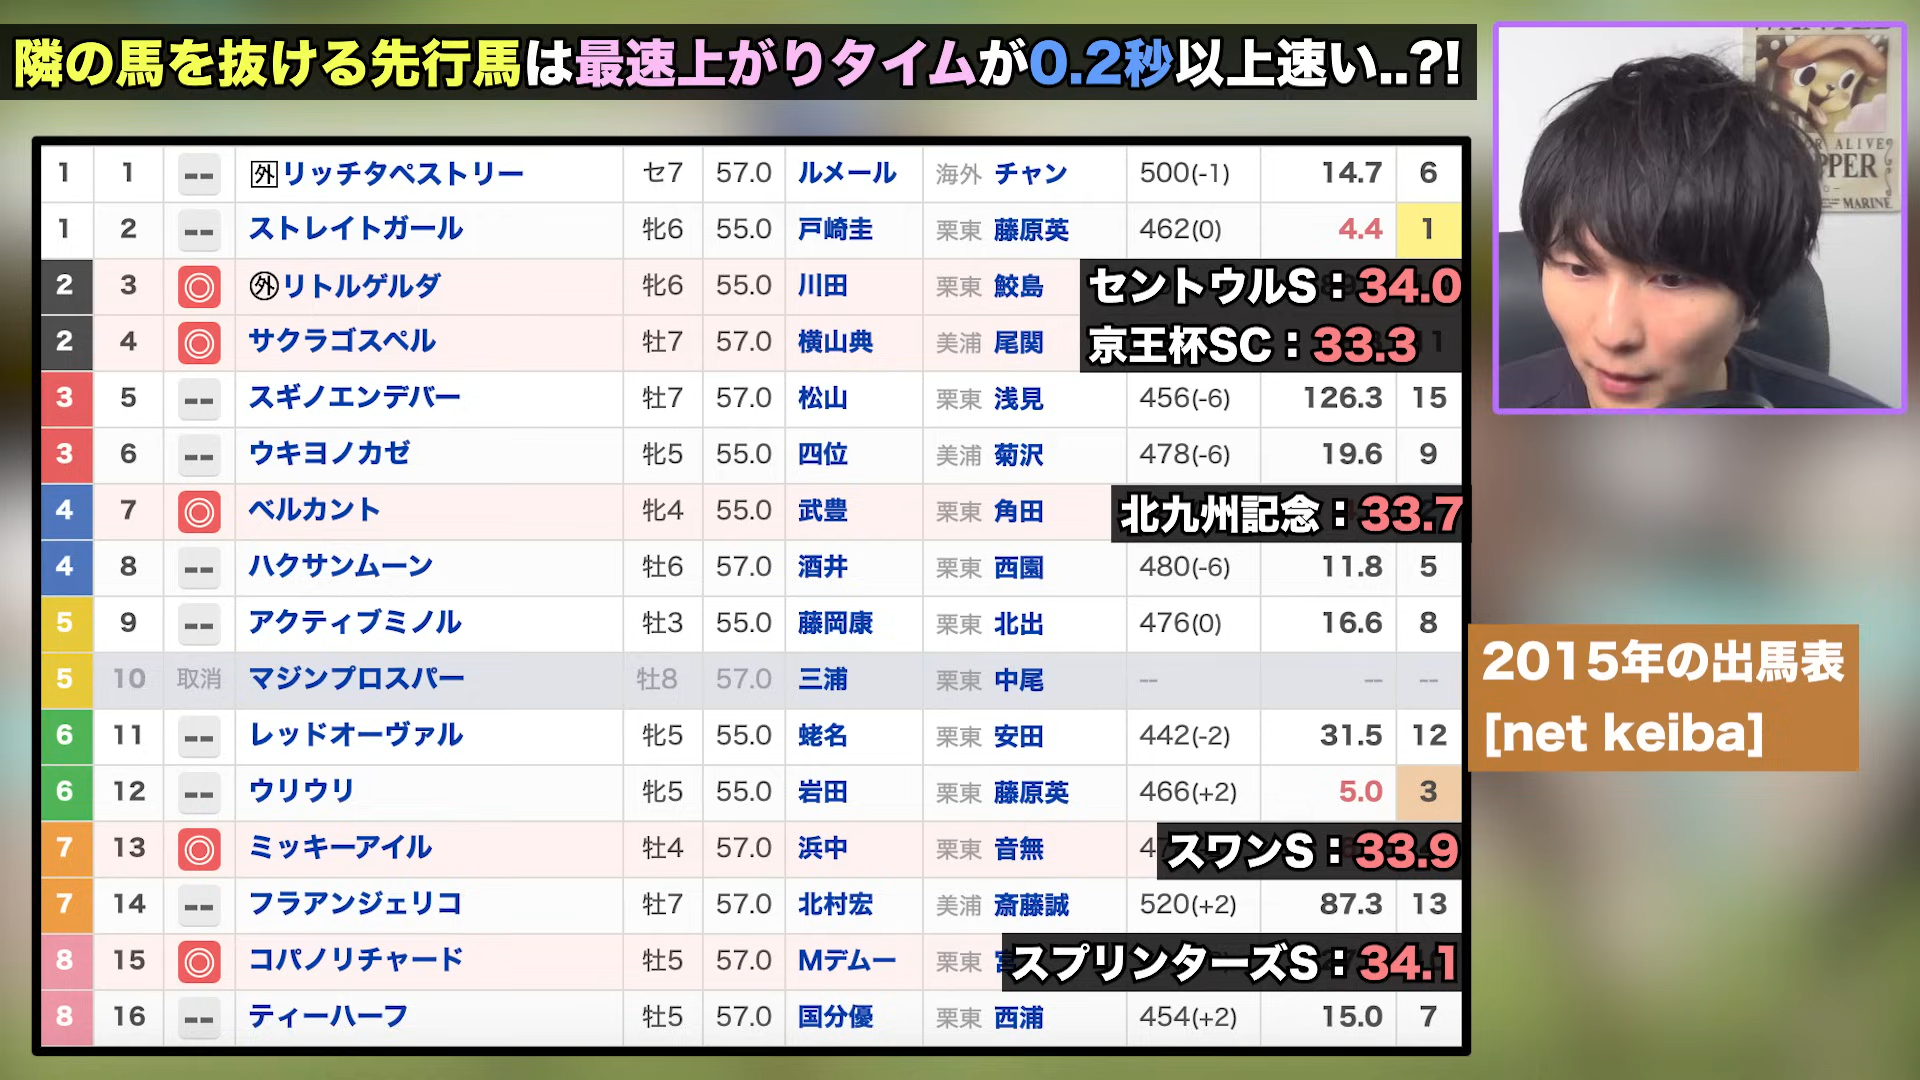 隣の馬を抜ける先行馬は最速上がりタイムが0.2秒以上速い..?!
1 1 -- 外リッチタペストリー セ7 57.0 ルメール 海外 チャン 500(-1) 14.7 6
1 2 -- ストレイトガール 牝6 55.0 戸崎圭 栗東 藤原英 462(0) 4.4 1
2 3 ◎ 外リトルゲルダ 牝6 55.0 川田 栗東 鮫島 セントウルS：34.0
2 4 ◎ サクラゴスペル 牡7 57.0 横山典 美浦 尾関 京王杯SC：33.3
3 5 -- スギノエンデバー 牡7 57.0 松山 栗東 浅見 456(-6) 126.3 15
3 6 -- ウキヨノカゼ 牝5 55.0 四位 美浦 菊沢 478(-6) 19.6 9
4 7 ◎ ベルカント 牝4 55.0 武豊 栗東 角田 北九州記念：33.7
4 8 -- ハクサンムーン 牡6 57.0 酒井 栗東 西園 480(-6) 11.8 5
5 9 -- アクティブミノル 牡3 55.0 藤岡康 栗東 北出 476(0) 16.6 8
5 10 取消 マジンプロスパー 牡8 57.0 三浦 栗東 中尾 -- -- --
6 11 -- レッドオーヴァル 牝5 55.0 蛯名 栗東 安田 442(-2) 31.5 12
6 12 -- ウリウリ 牝5 55.0 岩田 栗東 藤原英 466(+2) 5.0 3
7 13 ◎ ミッキーアイル 牡4 57.0 浜中 栗東 音無 スワンS：33.9
7 14 -- フラアンジェリコ 牡7 57.0 北村宏 美浦 斎藤誠 520(+2) 87.3 13
8 15 ◎ コパノリチャード 牡5 57.0 Mデムー 栗東 スプリンターズS：34.1
8 16 -- ティーハーフ 牡5 57.0 国分優 栗東 西浦 454(+2) 15.0 7
2015年の出馬表
[net keiba]
OR ALIVE
PPER
MARINE